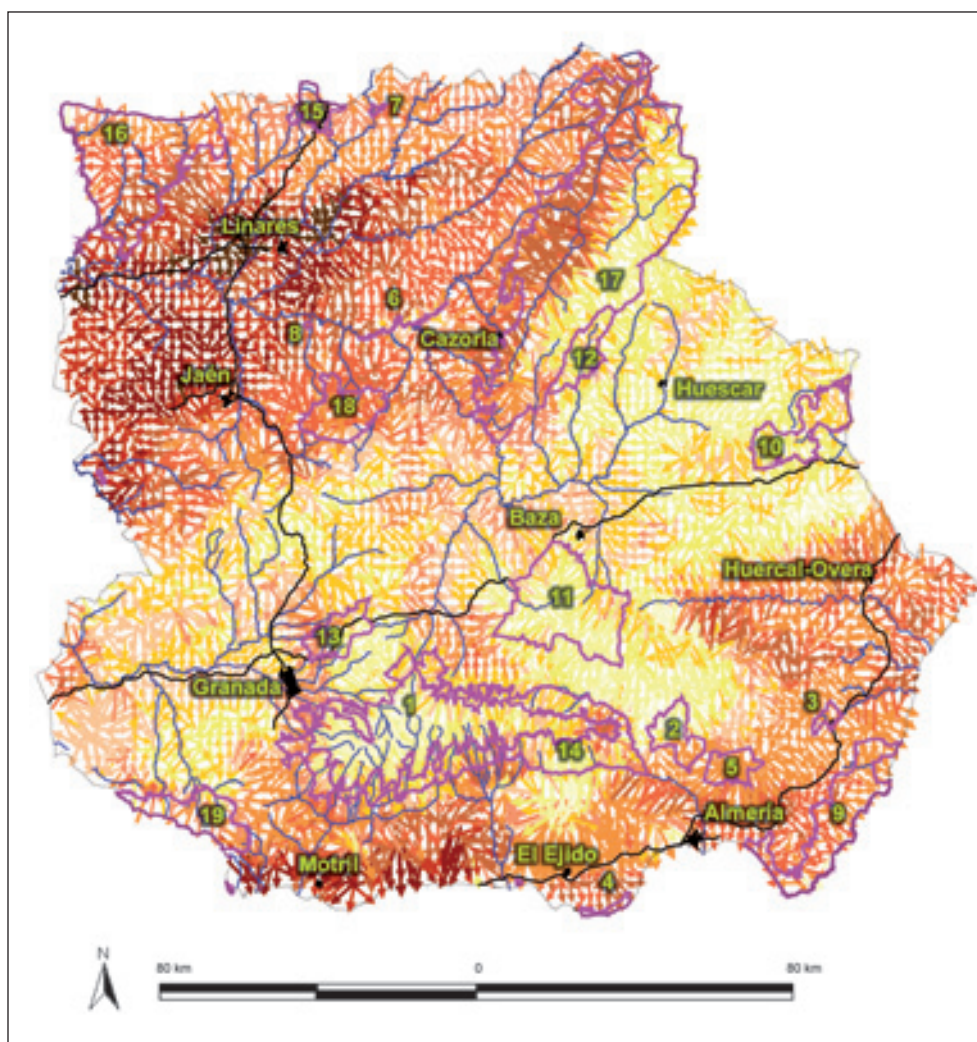 15
7
16
Linares
17
6
8
Cazorla
12
Huescar
Jaén
18
10
Baza
Huercal-Overa
11
13
Granada
1
3
2
14
5
Almeria
19
9
El Ejido
Motril
4
N
80 km
0
80 km